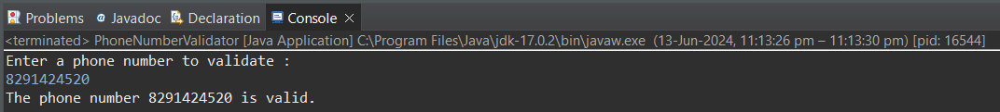 Problems @ Javadoc Declaration Console ×
<terminated> PhoneNumberValidator [Java Application] C:\Program Files\Java\jdk-17.0.2\bin\javaw.exe (13-Jun-2024, 11:13:26 pm – 11:13:30 pm) [pid: 16544]
Enter a phone number to validate :
8291424520
The phone number 8291424520 is valid.